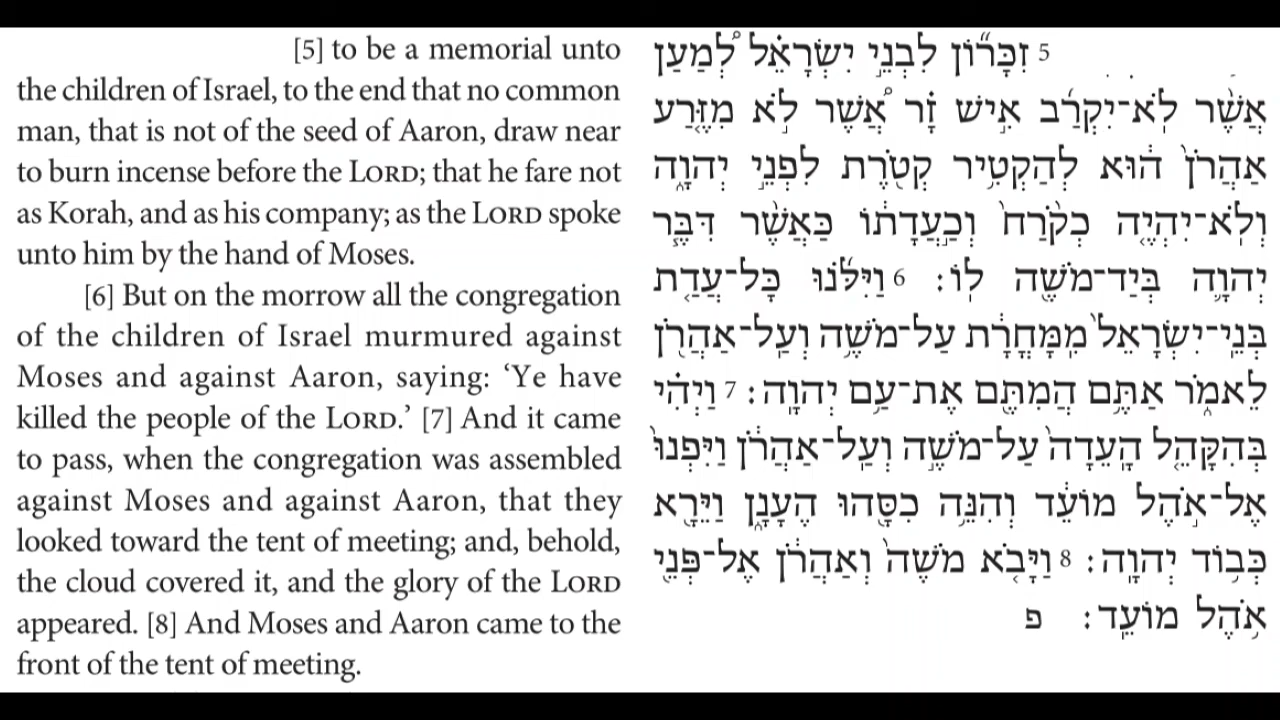 [5] to be a memorial unto
the children of Israel, to the end that no common
man, that is not of the seed of Aaron, draw near
to burn incense before the LORD; that he fare not
as Korah, and as his company; as the LORD spoke
unto him by the hand of Moses.
[6] But on the morrow all the congregation
of the children of Israel murmured against
Moses and against Aaron, saying: ‘Ye have
killed the people of the LORD.’ [7] And it came
to pass, when the congregation was assembled
against Moses and against Aaron, that they
looked toward the tent of meeting; and, behold,
the cloud covered it, and the glory of the LORD
appeared. [8] And Moses and Aaron came to the
front of the tent of meeting.
5 זִכָּר֞וֹן לִבְנֵ֣י יִשְׂרָאֵ֗ל לְ֠מַעַן
אֲשֶׁ֨ר לֹֽא־יִקְרַ֜ב אִ֣ישׁ זָ֗ר אֲ֠שֶׁר לֹ֣א מִזֶּ֤רַע
אַהֲרֹן֙ ה֔וּא לְהַקְטִ֥יר קְטֹ֖רֶת לִפְנֵ֣י יְהוָ֑ה
וְלֹֽא־יִהְיֶ֤ה כְקֹ֙רַח֙ וְכַ֣עֲדָת֔וֹ כַּאֲשֶׁ֨ר דִּבֶּ֧ר
יְהוָ֛ה בְּיַד־מֹשֶׁ֖ה לֽוֹ׃ 6 וַיִּלֹּ֜נוּ כָּל־עֲדַ֤ת
בְּנֵֽי־יִשְׂרָאֵל֙ מִֽמָּחֳרָ֔ת עַל־מֹשֶׁ֥ה וְעַֽל־אַהֲרֹ֖ן
לֵאמֹ֑ר אַתֶּ֥ם הֲמִתֶּ֖ם אֶת־עַ֥ם יְהוָֽה׃ 7 וַיְהִ֗י
בְּהִקָּהֵ֤ל הָֽעֵדָה֙ עַל־מֹשֶׁ֣ה וְעַֽל־אַהֲרֹ֔ן וַיִּפְנוּ֙
אֶל־אֹ֣הֶל מוֹעֵ֔ד וְהִנֵּ֥ה כִסָּ֖הוּ הֶעָנָ֑ן וַיֵּרָ֖א
כְּב֥וֹד יְהוָֽה׃ 8 וַיָּבֹ֤א מֹשֶׁה֙ וְאַהֲרֹ֔ן אֶל־פְּנֵ֖י
אֹ֥הֶל מוֹעֵֽד׃ פ